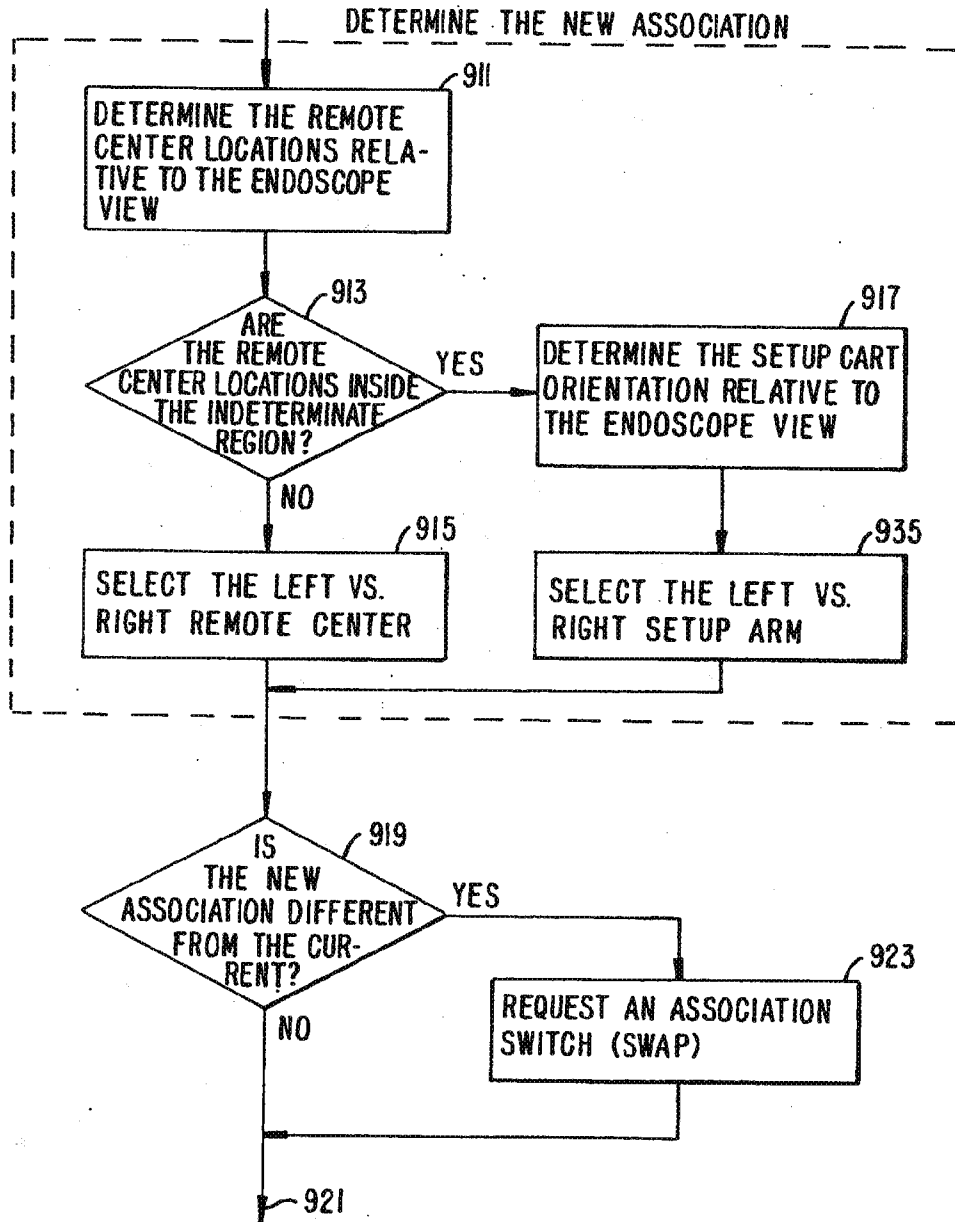 DETERMINE THE NEW ASSOCIATION
911
DETERMINE THE REMOTE
CENTER LOCATIONS RELA-
TIVE TO THE ENDOSCOPE
VIEW
913
ARE
THE REMOTE
CENTER LOCATIONS INSIDE
THE INDETERMINATE
REGION?
YES
NO
917
DETERMINE THE SETUP CART
ORIENTATION RELATIVE TO
THE ENDOSCOPE VIEW
915
SELECT THE LEFT VS.
RIGHT REMOTE CENTER
935
SELECT THE LEFT VS.
RIGHT SETUP ARM
919
IS
THE NEW
ASSOCIATION DIFFERENT
FROM THE CUR-
RENT?
YES
NO
923
REQUEST AN ASSOCIATION
SWITCH (SWAP)
921